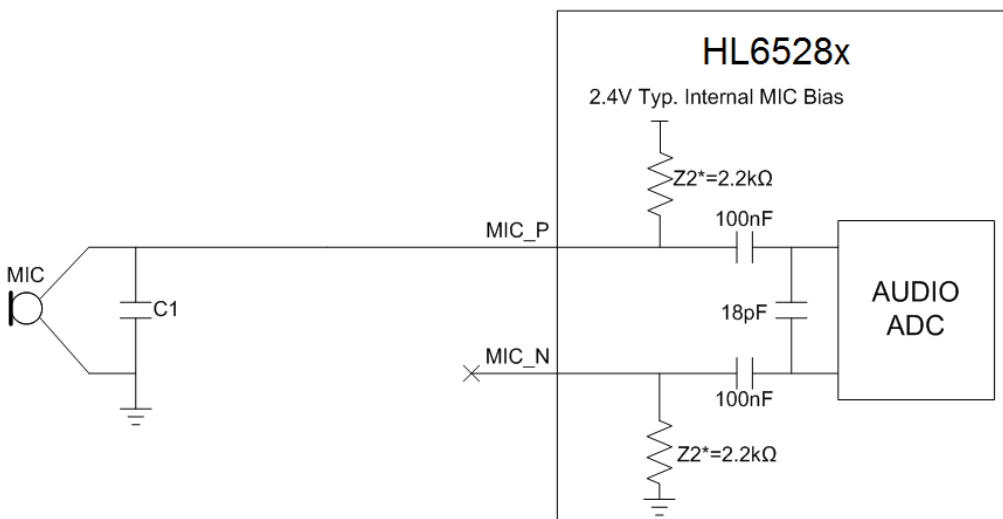 HL6528x
2.4V Typ. Internal MIC Bias
Z2*=2.2kΩ
MIC_P
100nF
MIC
C1
18pF
AUDIO
ADC
MIC_N
100nF
Z2*=2.2kΩ